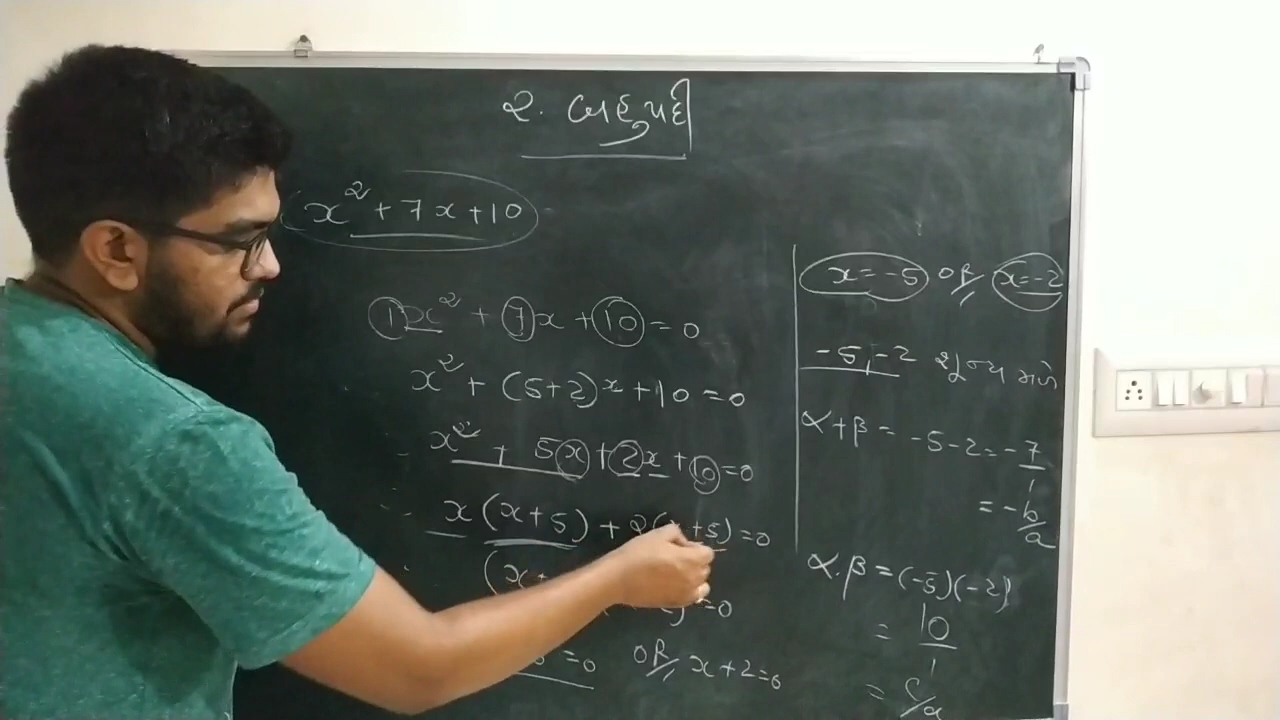 ૨. બહુપદી
x² + 7x + 10
1x² + 7x + 10 = 0
x² + (5+2)x + 10 = 0
x² + 5x + 2x + 10 = 0
x(x+5) + 2(x+5) = 0
(x+ = 0
=0 OR x+2=0
x=-5 OR x=-2
-5, -2 શૂન્ય મળે
α+β = -5-2 = -7/1
= -b/a
α.β = (-5)(-2)
= 10/1
= c/a